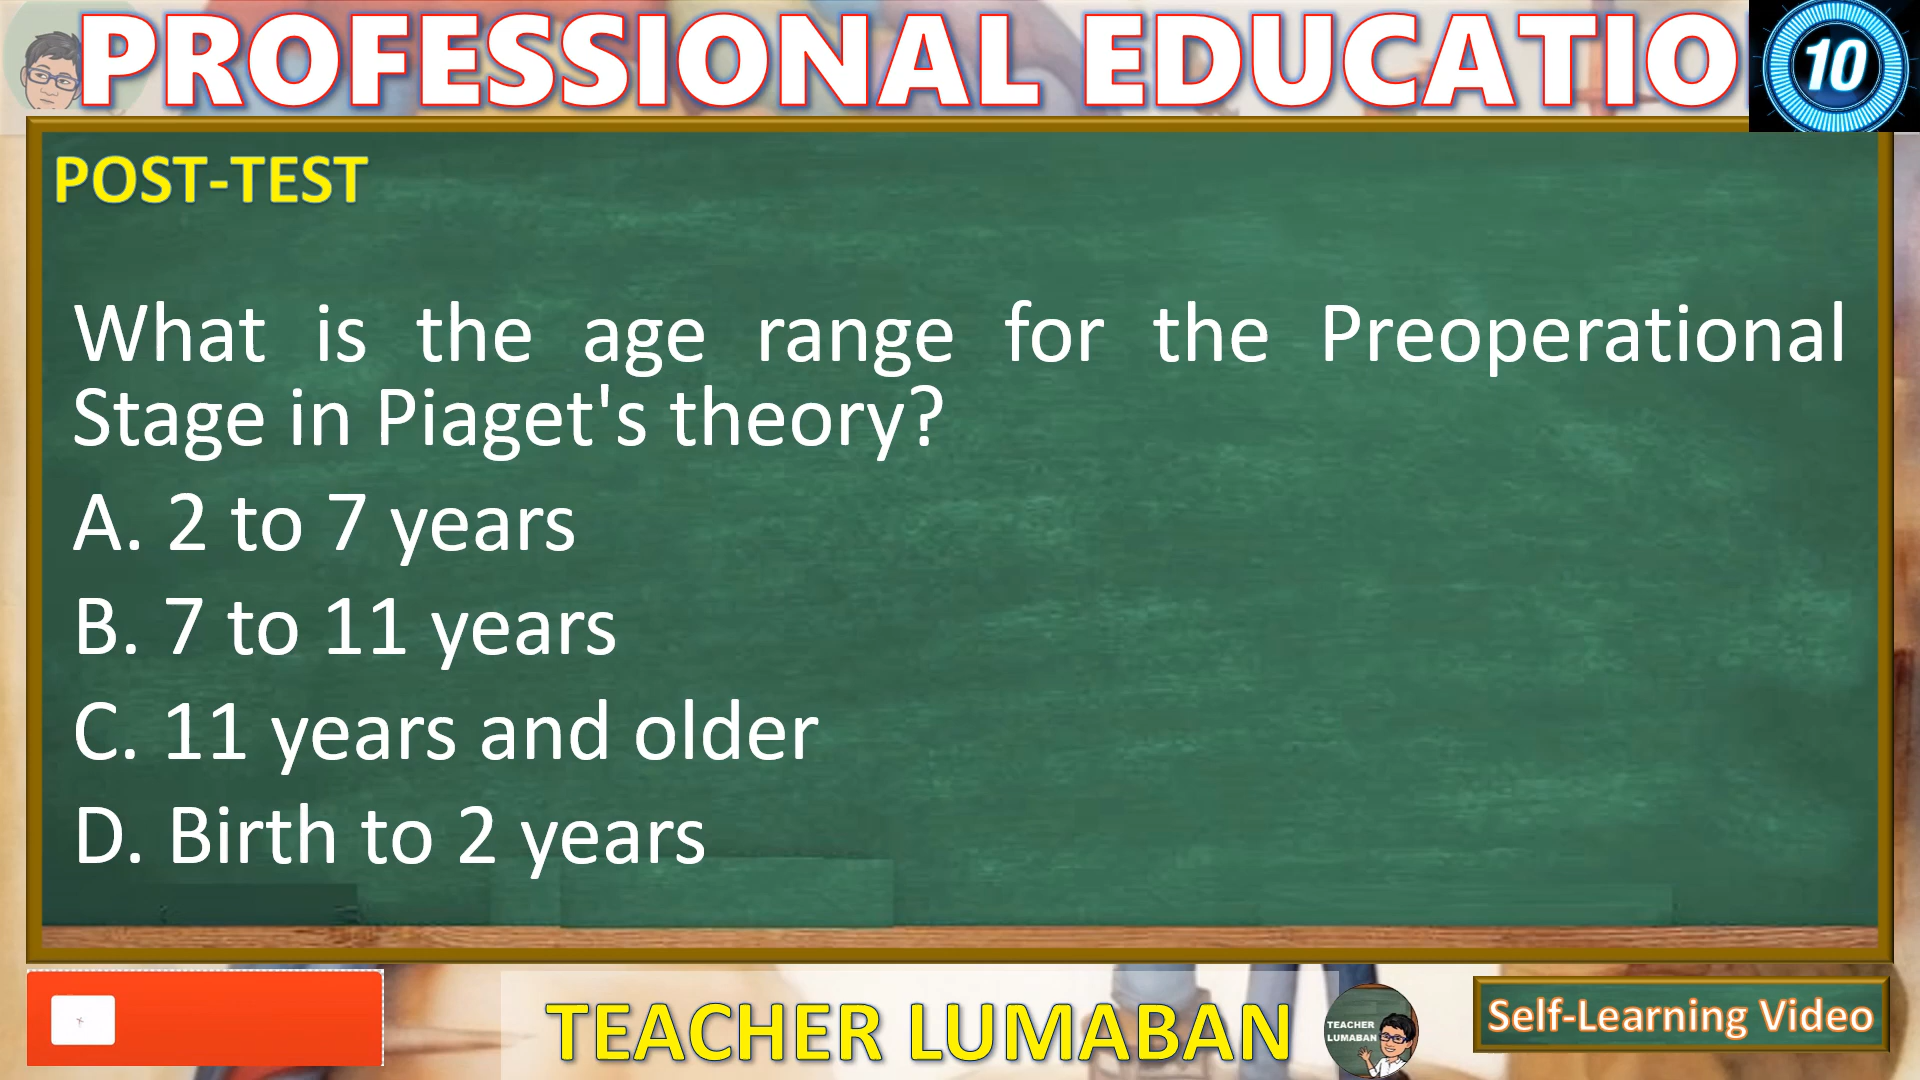 PROFESSIONAL EDUCATIO
10
POST-TEST
What is the age range for the Preoperational
Stage in Piaget's theory?
A. 2 to 7 years
B. 7 to 11 years
C. 11 years and older
D. Birth to 2 years
TEACHER LUMABAN
TEACHER
LUMABAN
Self-Learning Video